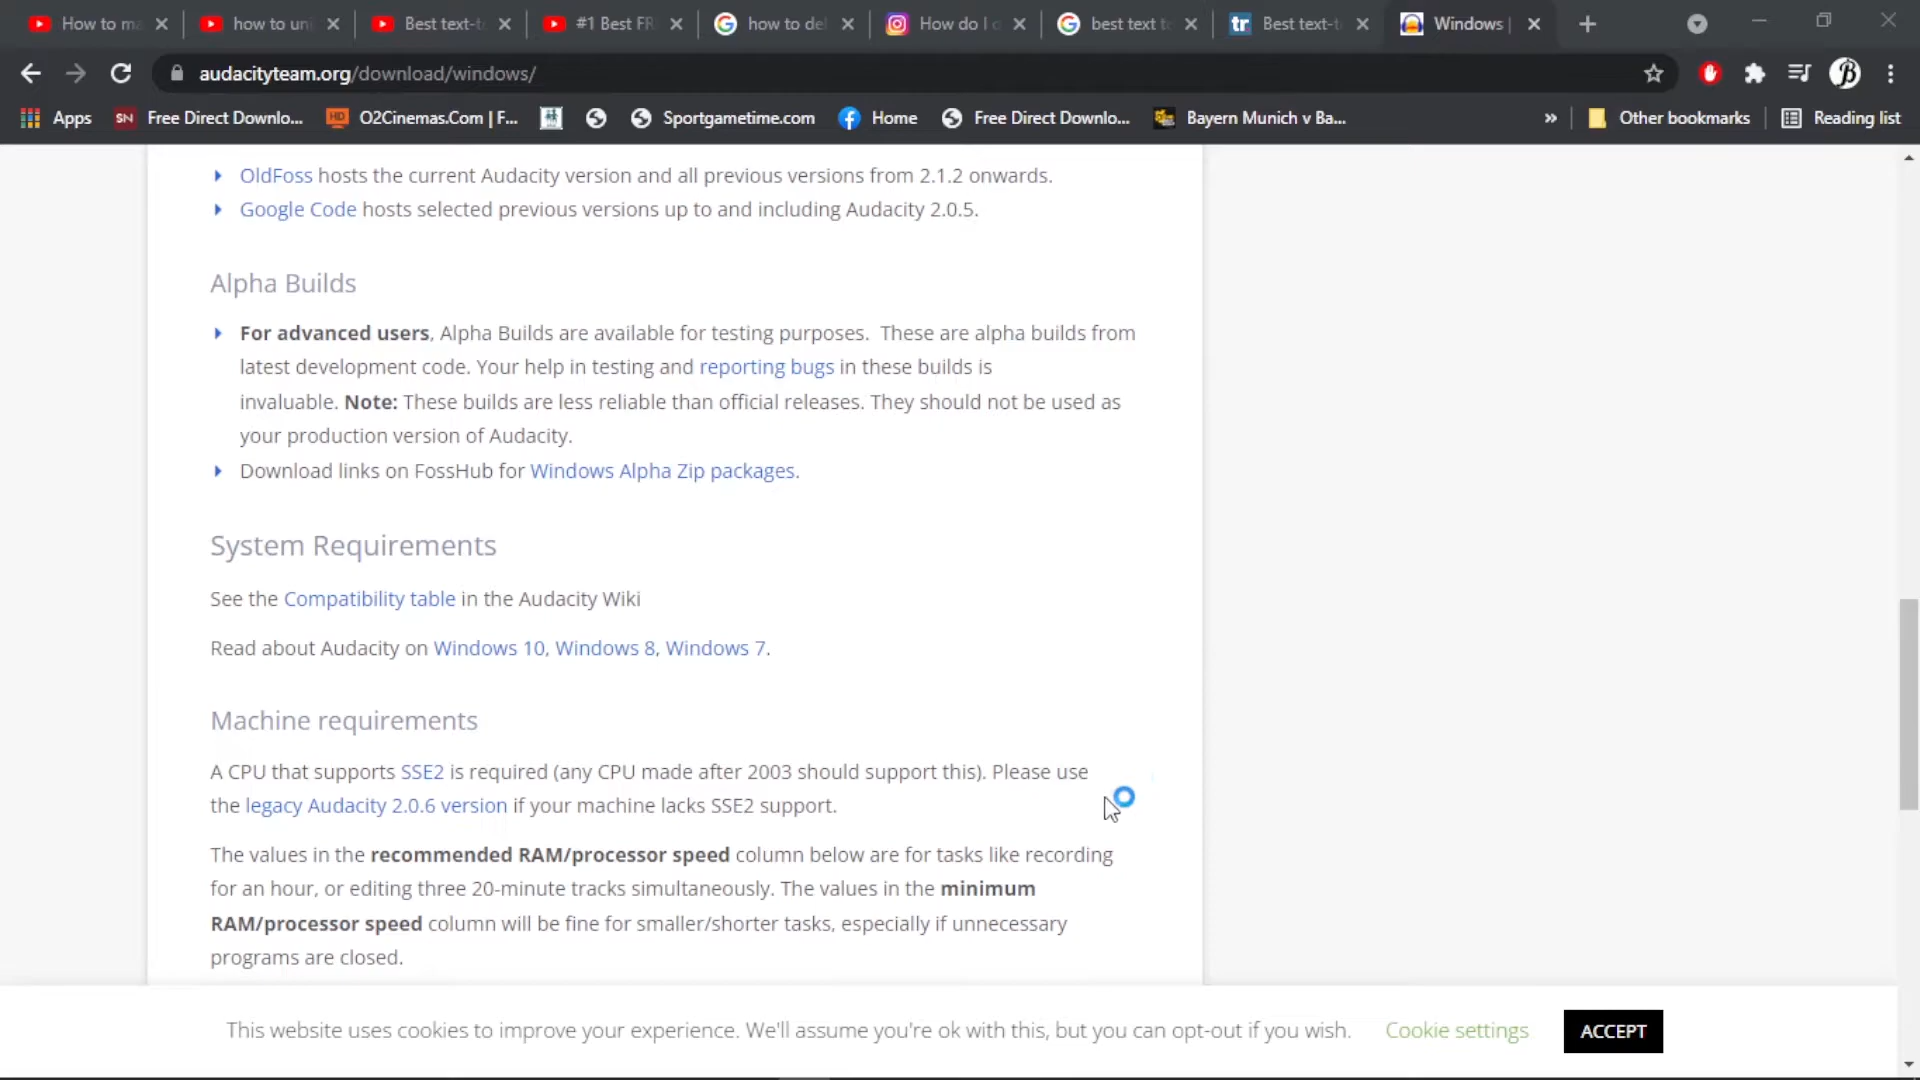 How to ma
how to uni
Best text-t
#1 Best FR
how to del
How do I o
best text to
Best text-t
Windows |
audacityteam.org/download/windows/
Apps
SN
Free Direct Downlo...
HD
O2Cinemas.Com | F...
Sportgametime.com
Home
Free Direct Downlo...
Bayern Munich v Ba...
»
Other bookmarks
Reading list
OldFoss hosts the current Audacity version and all previous versions from 2.1.2 onwards.
Google Code hosts selected previous versions up to and including Audacity 2.0.5.
Alpha Builds
For advanced users, Alpha Builds are available for testing purposes.  These are alpha builds from
latest development code. Your help in testing and reporting bugs in these builds is
invaluable. Note: These builds are less reliable than official releases. They should not be used as
your production version of Audacity.
Download links on FossHub for Windows Alpha Zip packages.
System Requirements
See the Compatibility table in the Audacity Wiki
Read about Audacity on Windows 10, Windows 8, Windows 7.
Machine requirements
A CPU that supports SSE2 is required (any CPU made after 2003 should support this). Please use
the legacy Audacity 2.0.6 version if your machine lacks SSE2 support.
The values in the recommended RAM/processor speed column below are for tasks like recording
for an hour, or editing three 20-minute tracks simultaneously. The values in the minimum
RAM/processor speed column will be fine for smaller/shorter tasks, especially if unnecessary
programs are closed.
This website uses cookies to improve your experience. We'll assume you're ok with this, but you can opt-out if you wish.
Cookie settings
ACCEPT